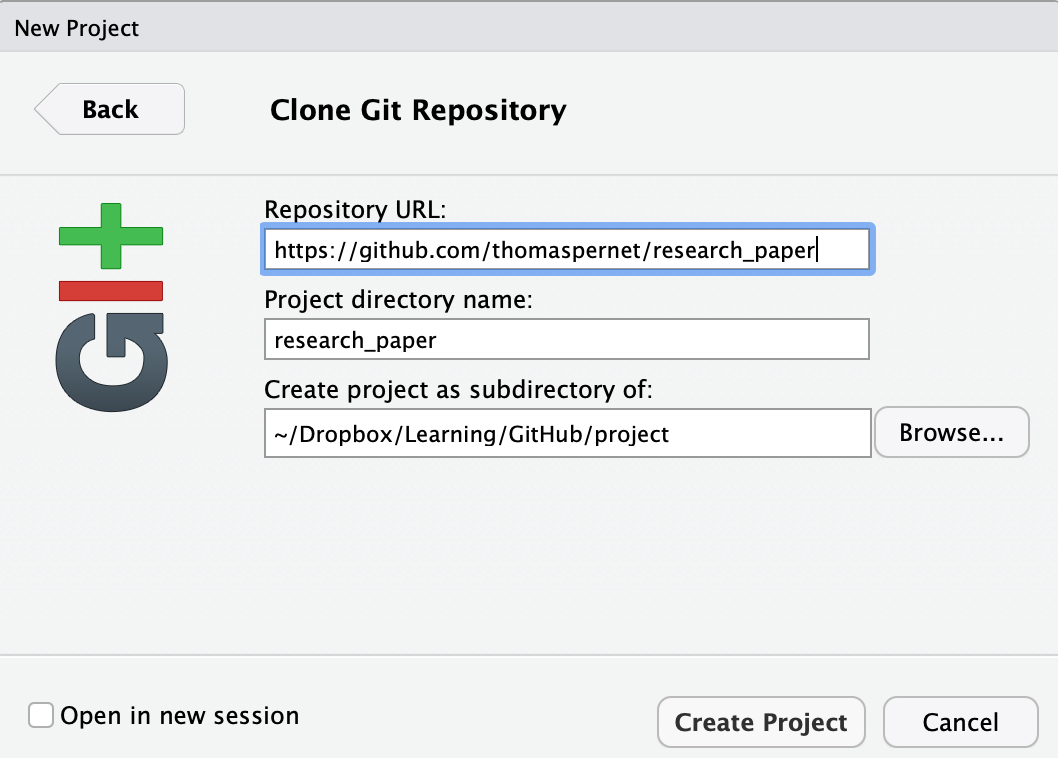 New Project
Back
Clone Git Repository
GIt
Repository URL:
https://github.com/thomaspernet/research_paper
Project directory name:
research_paper
Create project as subdirectory of:
~/Dropbox/Learning/GitHub/project
Browse...
Open in new session
Create Project
Cancel